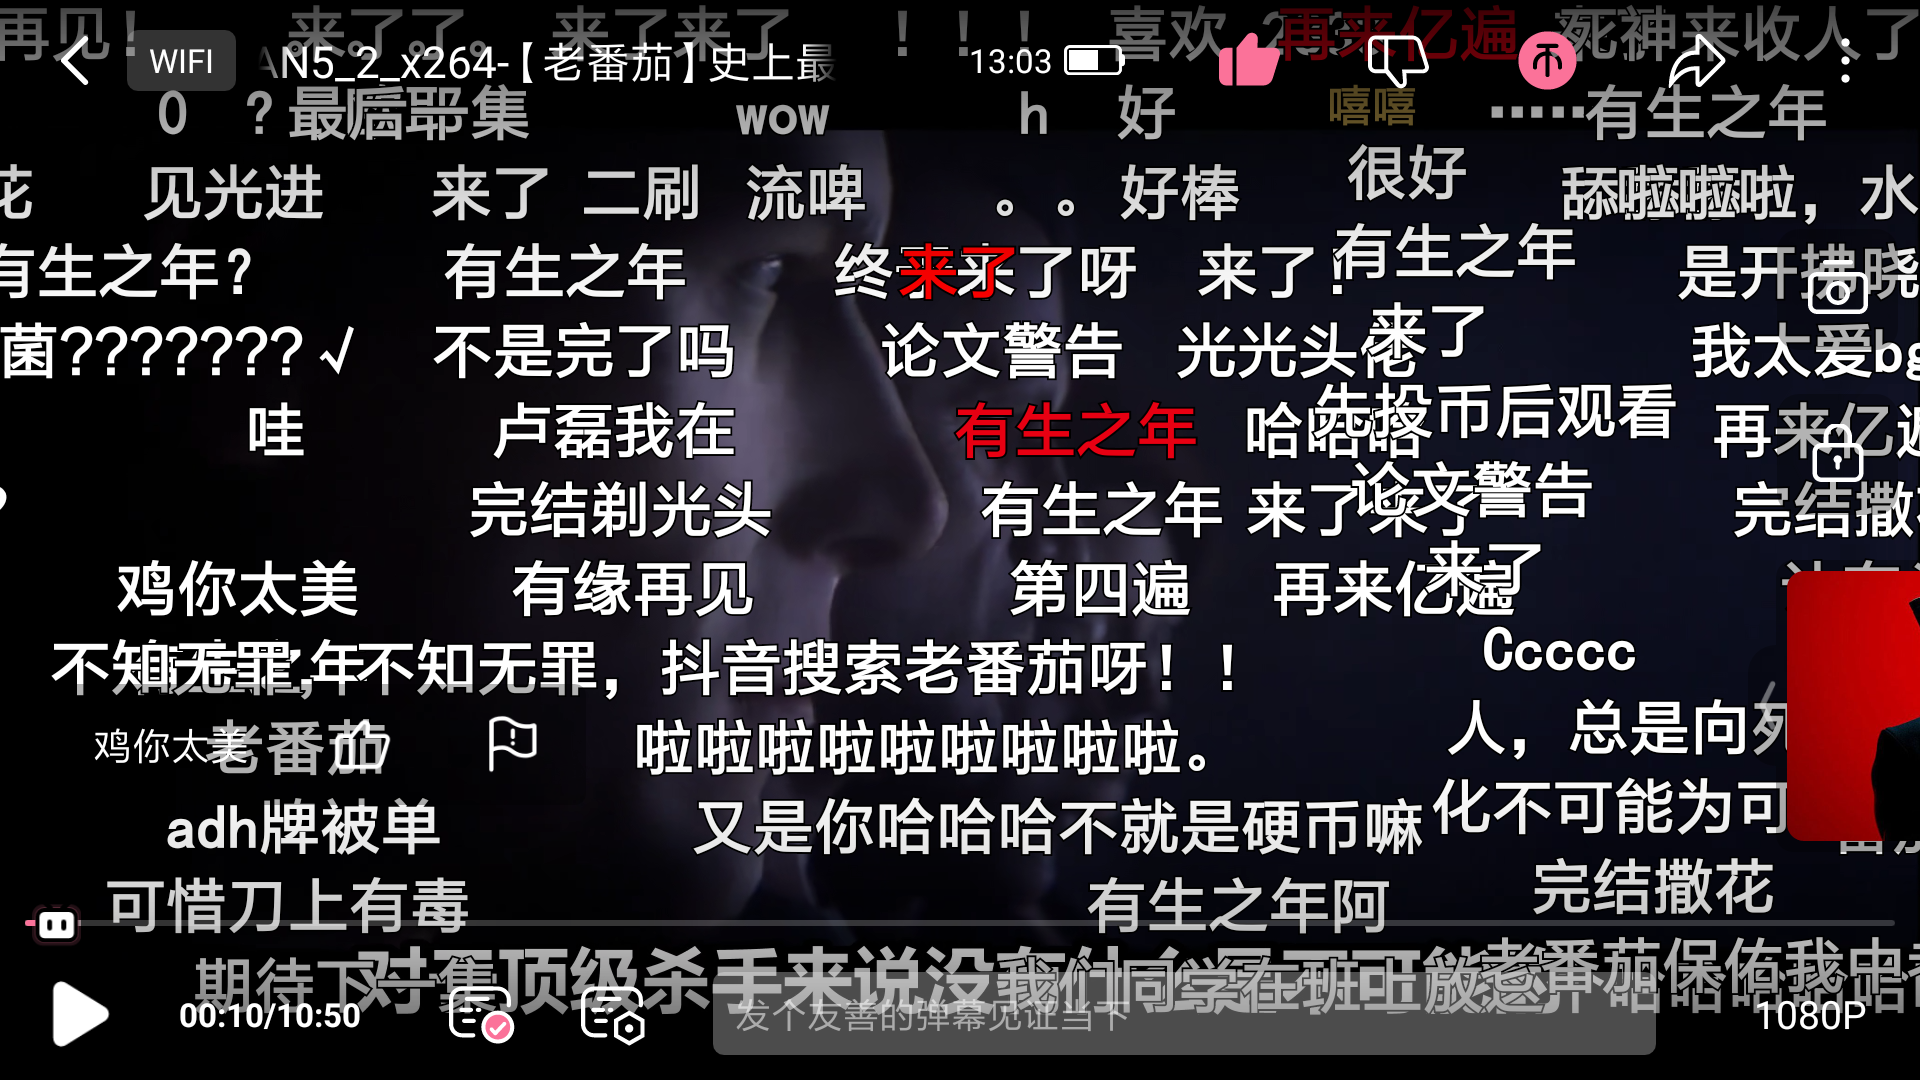 再见！ 来了了。 来了来了 ！！！ 喜欢 再来亿遍 死神来收人了
WIFI AN5_2_x264-【老番茄】史上最 13:03
0 ？最后 集 wow h 好 嘻嘻 ……有生之年
花 见光进 来了 二刷 流啤 。。 好棒 很好 舔啦啦啦，水
有生之年？ 有生之年 终 来了 来了呀 来了！ 有生之年 是开
菌???????√ 不是完了吗 论文警告 光光头佬 来了 我太爱bg
哇 卢磊我在 有生之年 哈哈哈 先投币后观看 再来亿遍
完结剃光头 有生之年 来了来了 论文警告 完结撒
鸡你太美 有缘再见 第四遍 再来亿遍 来了
不知无罪，年 不知无罪，抖音搜索老番茄呀！！ Ccccc
鸡你太美 老番茄 啦啦啦啦啦啦啦啦啦。 人，总是向死
adh牌被单 又是你哈哈哈不就是硬币嘛 化不可能为可
可惜刀上有毒 有生之年阿 完结撒花
期待下一集 对于顶级杀手来说没 我们同学在班上放这 老番茄保佑我中考
00:10/10:50 发个友善的弹幕见证当下 1080P